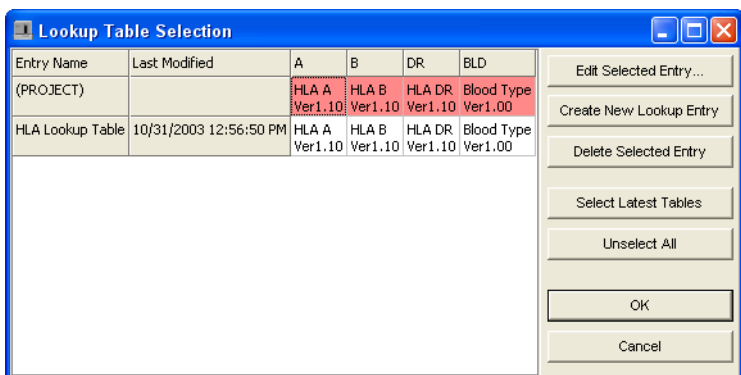 Lookup Table Selection
Entry Name Last Modified A B DR BLD
(PROJECT) HLA A HLA B HLA DR Blood Type
Ver1.10 Ver1.10 Ver1.10 Ver1.00
HLA Lookup Table 10/31/2003 12:56:50 PM HLA A HLA B HLA DR Blood Type
Ver1.10 Ver1.10 Ver1.10 Ver1.00
Edit Selected Entry...
Create New Lookup Entry
Delete Selected Entry
Select Latest Tables
Unselect All
OK
Cancel